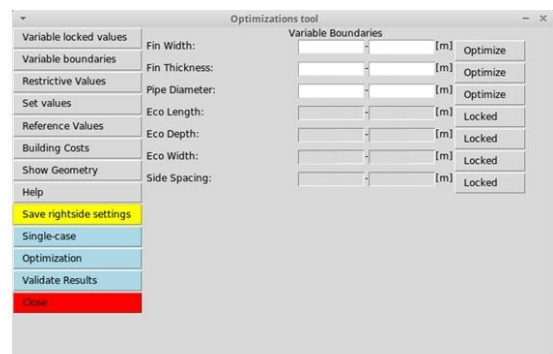 Optimizations tool
Variable locked values
Variable boundaries
Restrictive Values
Set values
Reference Values
Building Costs
Show Geometry
Help
Save rightside settings
Single-case
Optimization
Validate Results
Close
Variable Boundaries
Fin Width: - [m] Optimize
Fin Thickness: - [m] Optimize
Pipe Diameter: - [m] Optimize
Eco Length: - [m] Locked
Eco Depth: - [m] Locked
Eco Width: - [m] Locked
Side Spacing: - [m] Locked